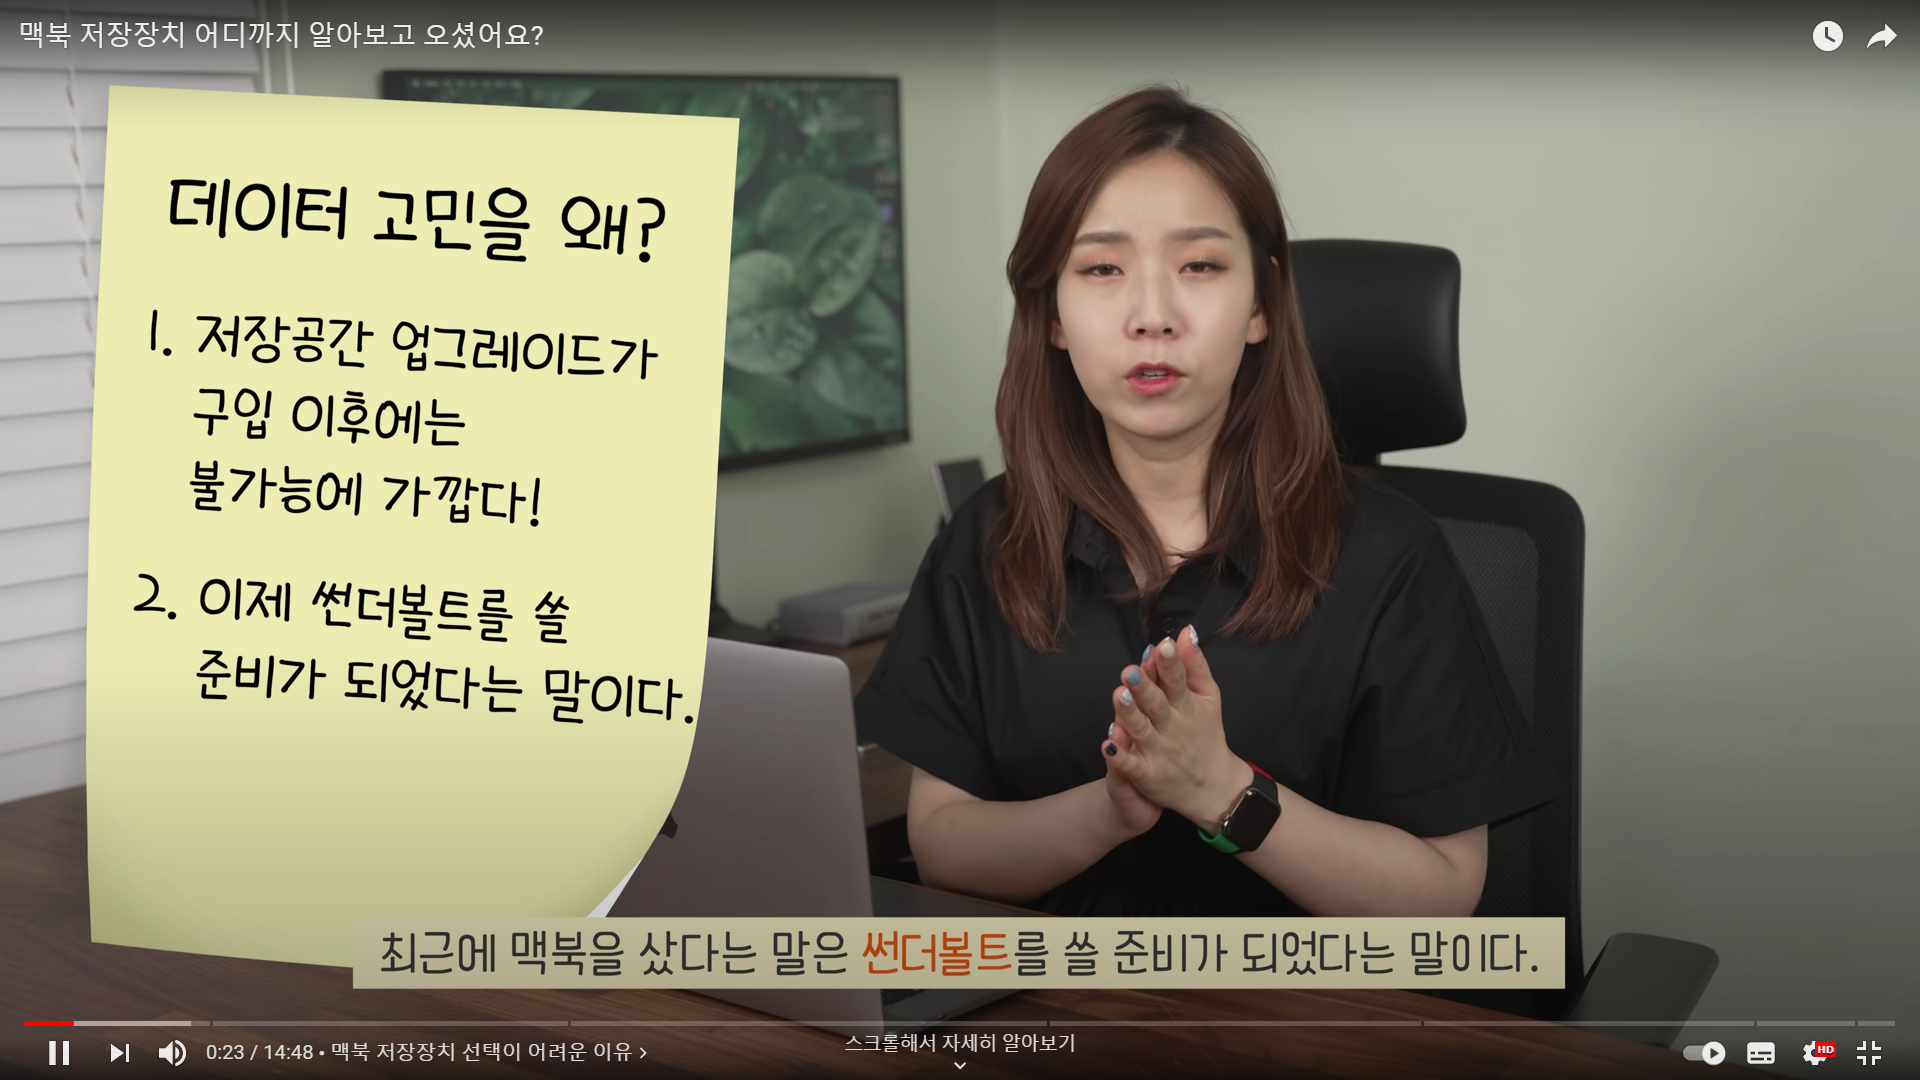 맥북 저장장치 어디까지 알아보고 오셨어요?
데이터 고민을 왜?
1. 저장공간 업그레이드가
구입 이후에는
불가능에 가깝다!
2. 이제 썬더볼트를 쓸
준비가 되었다는 말이다.
최근에 맥북을 샀다는 말은 썬더볼트를 쓸 준비가 되었다는 말이다.
스크롤해서 자세히 알아보기
0:23 / 14:48 • 맥북 저장장치 선택이 어려운 이유 >
HD